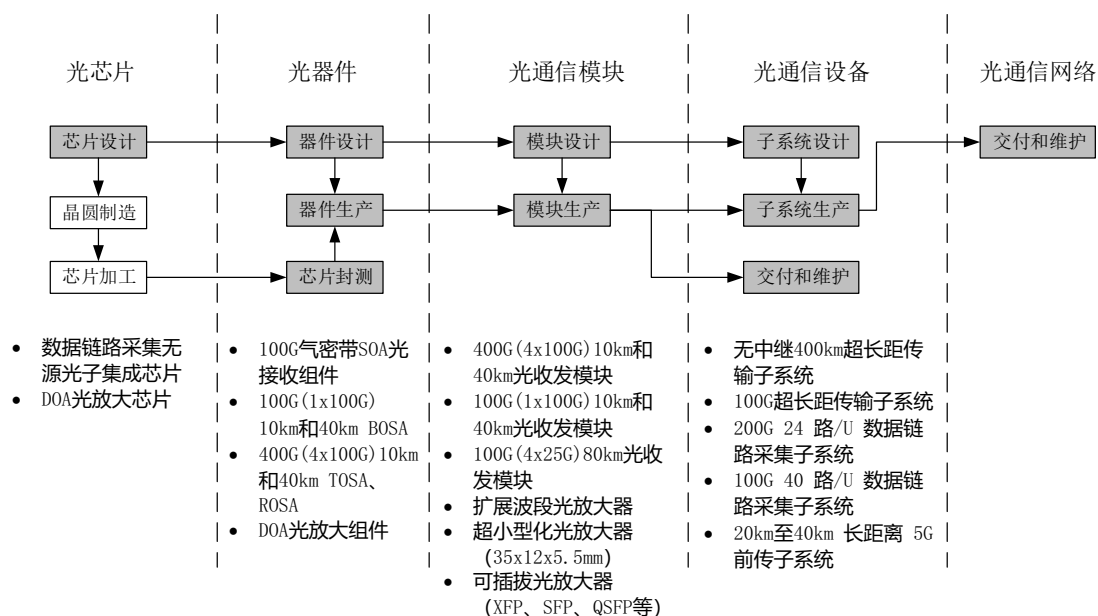 光芯片
光器件
光通信模块
光通信设备
光通信网络
芯片设计
器件设计
模块设计
子系统设计
交付和维护
晶圆制造
器件生产
模块生产
子系统生产
芯片加工
芯片封测
交付和维护
• 数据链路采集无
源光子集成芯片
• DOA光放大芯片
• 100G气密带SOA光
接收组件
• 100G(1x100G)
10km和40km BOSA
• 400G(4x100G)10km
和40km TOSA、
ROSA
• DOA光放大组件
• 400G(4x100G)10km和
40km光收发模块
• 100G(1x100G)10km和
40km光收发模块
• 100G(4x25G)80km光收
发模块
• 扩展波段光放大器
• 超小型化光放大器
(35x12x5.5mm)
• 可插拔光放大器
(XFP、SFP、QSFP等)
• 无中继400km超长距传
输子系统
• 100G超长距传输子系统
• 200G 24 路/U 数据链
路采集子系统
• 100G 40 路/U 数据链
路采集子系统
• 20km至40km 长距离 5G
前传子系统